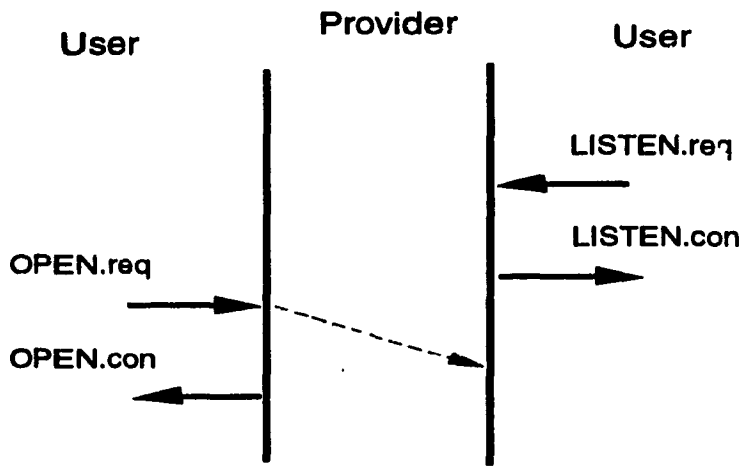 User
Provider
User
LISTEN.req
LISTEN.con
OPEN.req
OPEN.con